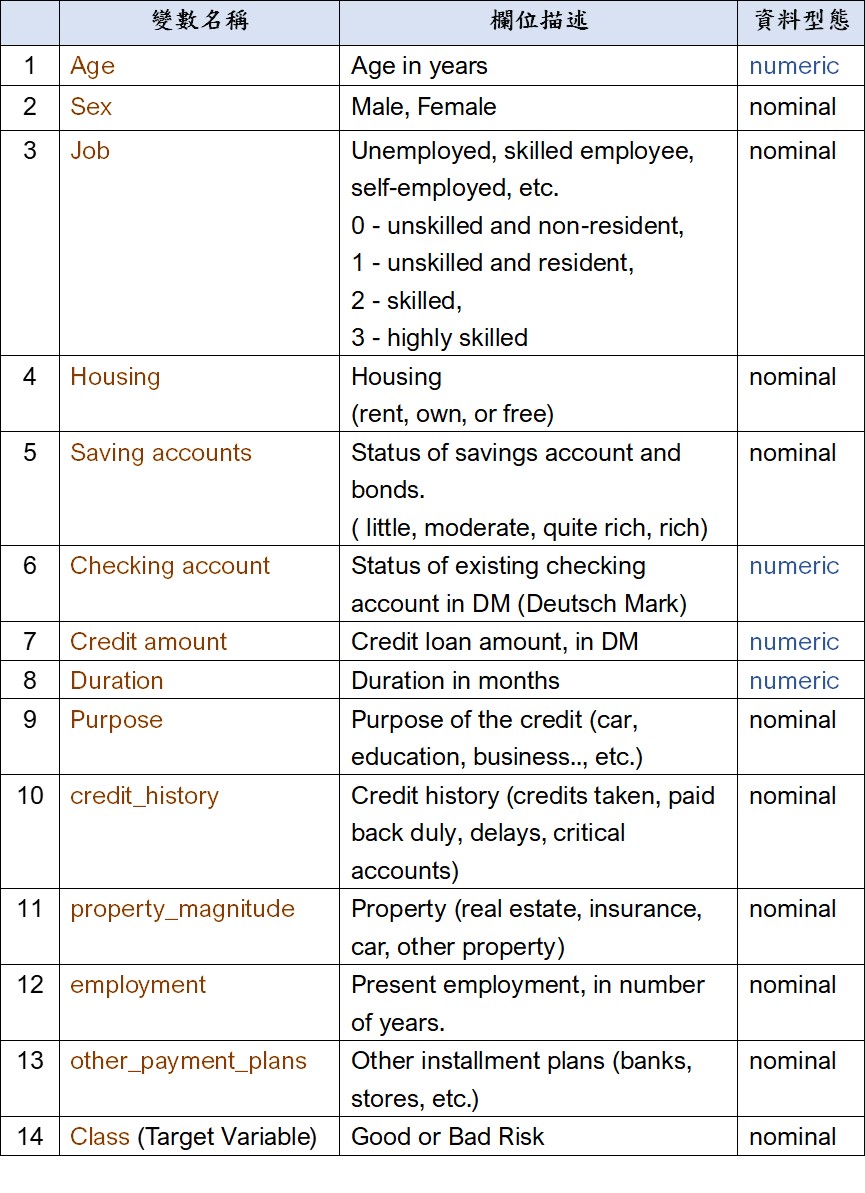 變數名稱 欄位描述 資料型態
1 Age Age in years numeric
2 Sex Male, Female nominal
3 Job Unemployed, skilled employee, nominal
self-employed, etc.
0 - unskilled and non-resident,
1 - unskilled and resident,
2 - skilled,
3 - highly skilled
4 Housing Housing nominal
(rent, own, or free)
5 Saving accounts Status of savings account and nominal
bonds.
( little, moderate, quite rich, rich)
6 Checking account Status of existing checking numeric
account in DM (Deutsch Mark)
7 Credit amount Credit loan amount, in DM numeric
8 Duration Duration in months numeric
9 Purpose Purpose of the credit (car, nominal
education, business.., etc.)
10 credit_history Credit history (credits taken, paid nominal
back duly, delays, critical
accounts)
11 property_magnitude Property (real estate, insurance, nominal
car, other property)
12 employment Present employment, in number nominal
of years.
13 other_payment_plans Other installment plans (banks, nominal
stores, etc.)
14 Class (Target Variable) Good or Bad Risk nominal